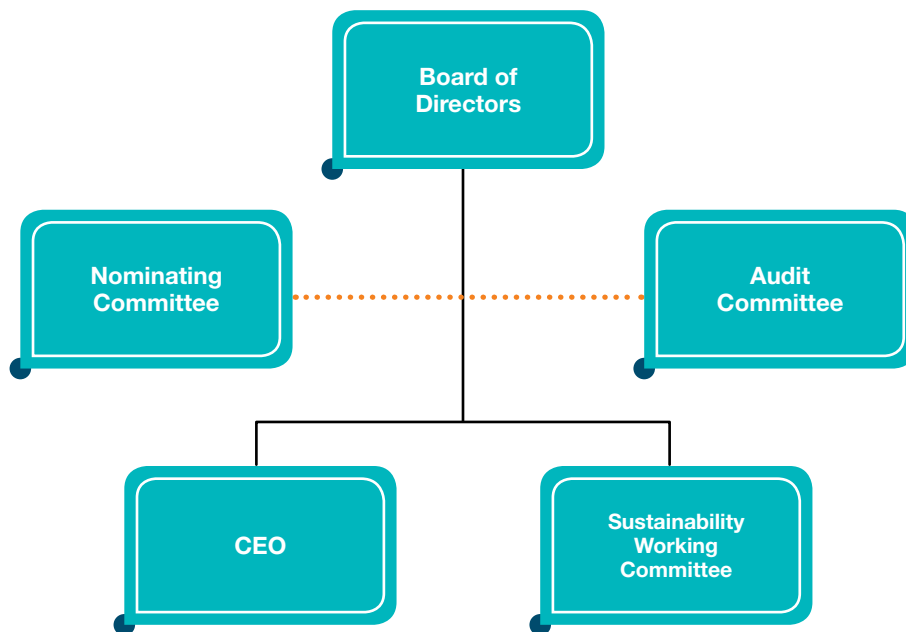 Board of
Directors
Nominating
Committee
Audit
Committee
CEO
Sustainability
Working
Committee